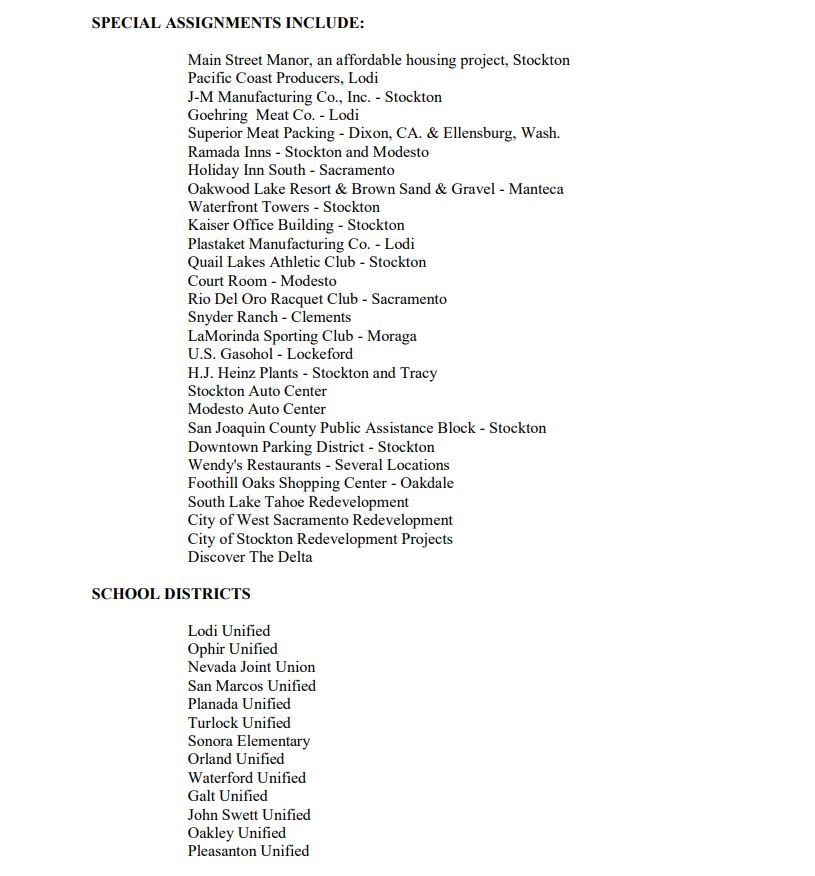 SPECIAL ASSIGNMENTS INCLUDE:
Main Street Manor, an affordable housing project, Stockton
Pacific Coast Producers, Lodi
J-M Manufacturing Co., Inc. - Stockton
Goehring Meat Co. - Lodi
Superior Meat Packing - Dixon, CA. & Ellensburg, Wash.
Ramada Inns - Stockton and Modesto
Holiday Inn South - Sacramento
Oakwood Lake Resort & Brown Sand & Gravel - Manteca
Waterfront Towers - Stockton
Kaiser Office Building - Stockton
Plastaket Manufacturing Co. - Lodi
Quail Lakes Athletic Club - Stockton
Court Room - Modesto
Rio Del Oro Racquet Club - Sacramento
Snyder Ranch - Clements
LaMorinda Sporting Club - Moraga
U.S. Gasohol - Lockeford
H.J. Heinz Plants - Stockton and Tracy
Stockton Auto Center
Modesto Auto Center
San Joaquin County Public Assistance Block - Stockton
Downtown Parking District - Stockton
Wendy's Restaurants - Several Locations
Foothill Oaks Shopping Center - Oakdale
South Lake Tahoe Redevelopment
City of West Sacramento Redevelopment
City of Stockton Redevelopment Projects
Discover The Delta
SCHOOL DISTRICTS
Lodi Unified
Ophir Unified
Nevada Joint Union
San Marcos Unified
Planada Unified
Turlock Unified
Sonora Elementary
Orland Unified
Waterford Unified
Galt Unified
John Swett Unified
Oakley Unified
Pleasanton Unified